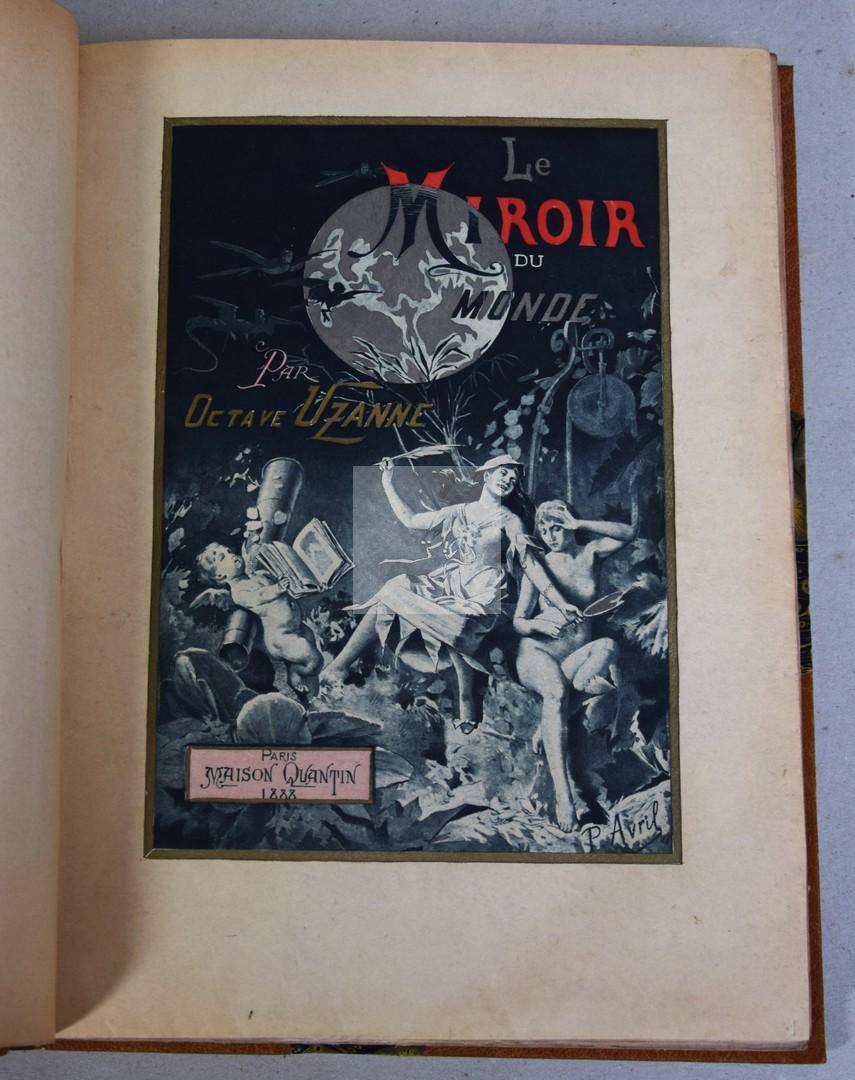 Le
MIROIR
DU
MONDE
PAR
OCTAVE UZANNE
PARIS
MAISON QUANTIN
1888
P. Avril